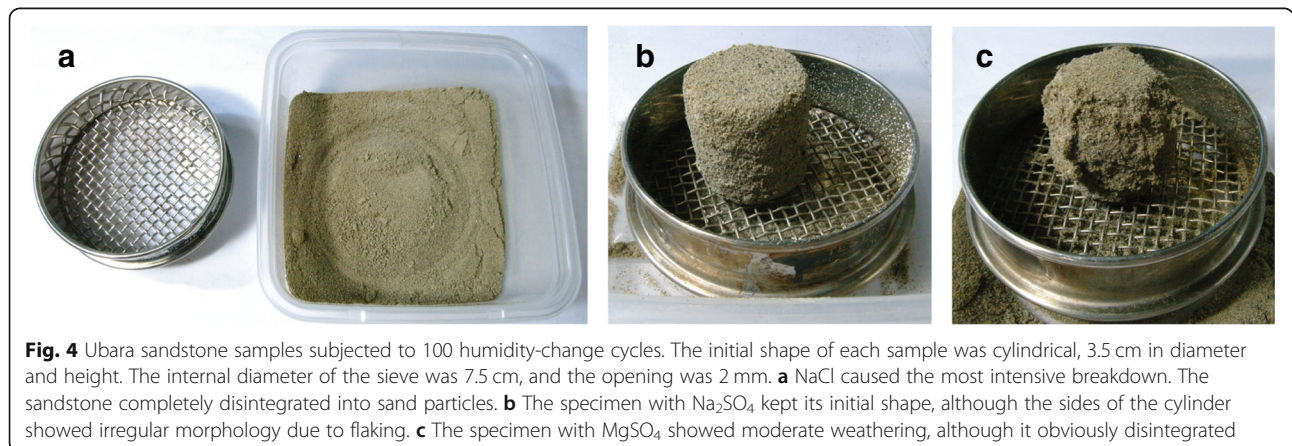 a
b
c
Fig. 4 Ubara sandstone samples subjected to 100 humidity-change cycles. The initial shape of each sample was cylindrical, 3.5 cm in diameter
and height. The internal diameter of the sieve was 7.5 cm, and the opening was 2 mm. a NaCl caused the most intensive breakdown. The
sandstone completely disintegrated into sand particles. b The specimen with Na₂SO₄ kept its initial shape, although the sides of the cylinder
showed irregular morphology due to flaking. c The specimen with MgSO₄ showed moderate weathering, although it obviously disintegrated